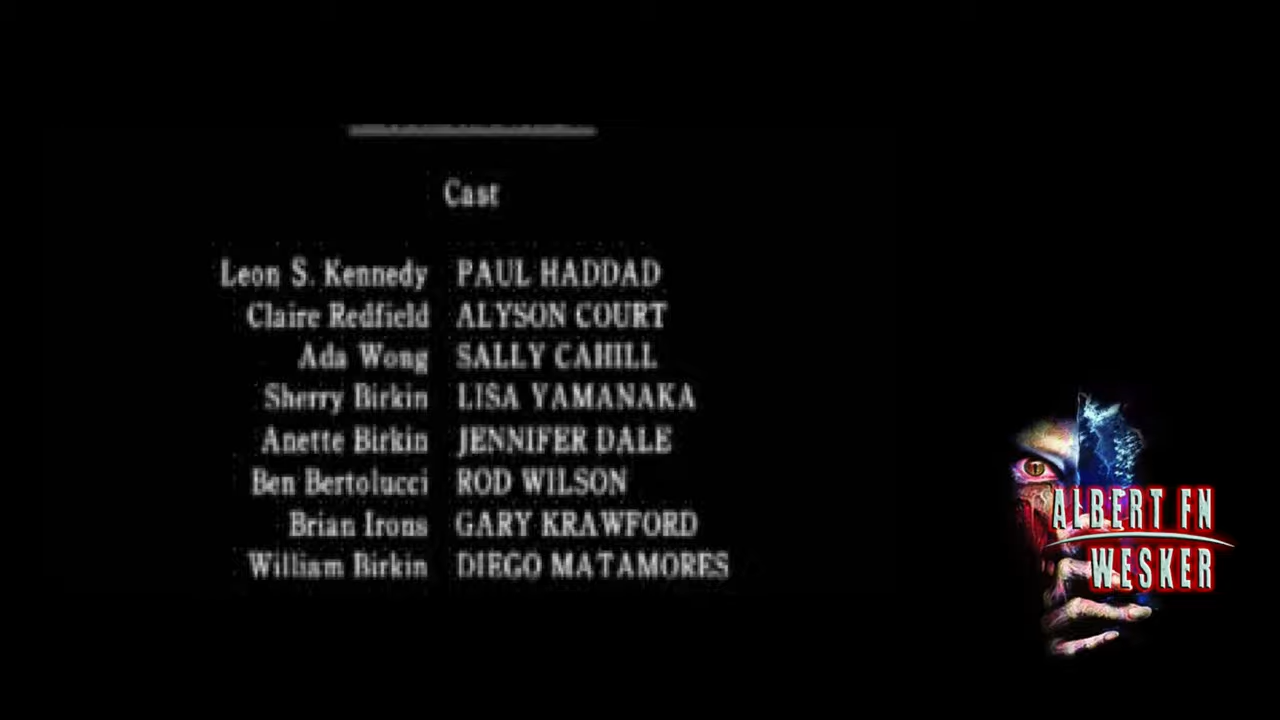 Cast
Leon S. Kennedy PAUL HADDAD
Claire Redfield ALYSON COURT
Ada Wong SALLY CAHILL
Sherry Birkin LISA YAMANAKA
Anette Birkin JENNIFER DALE
Ben Bertolucci ROD WILSON
Brian Irons GARY KRAWFORD
William Birkin DIEGO MATAMORES
ALBERT FN
WESKER